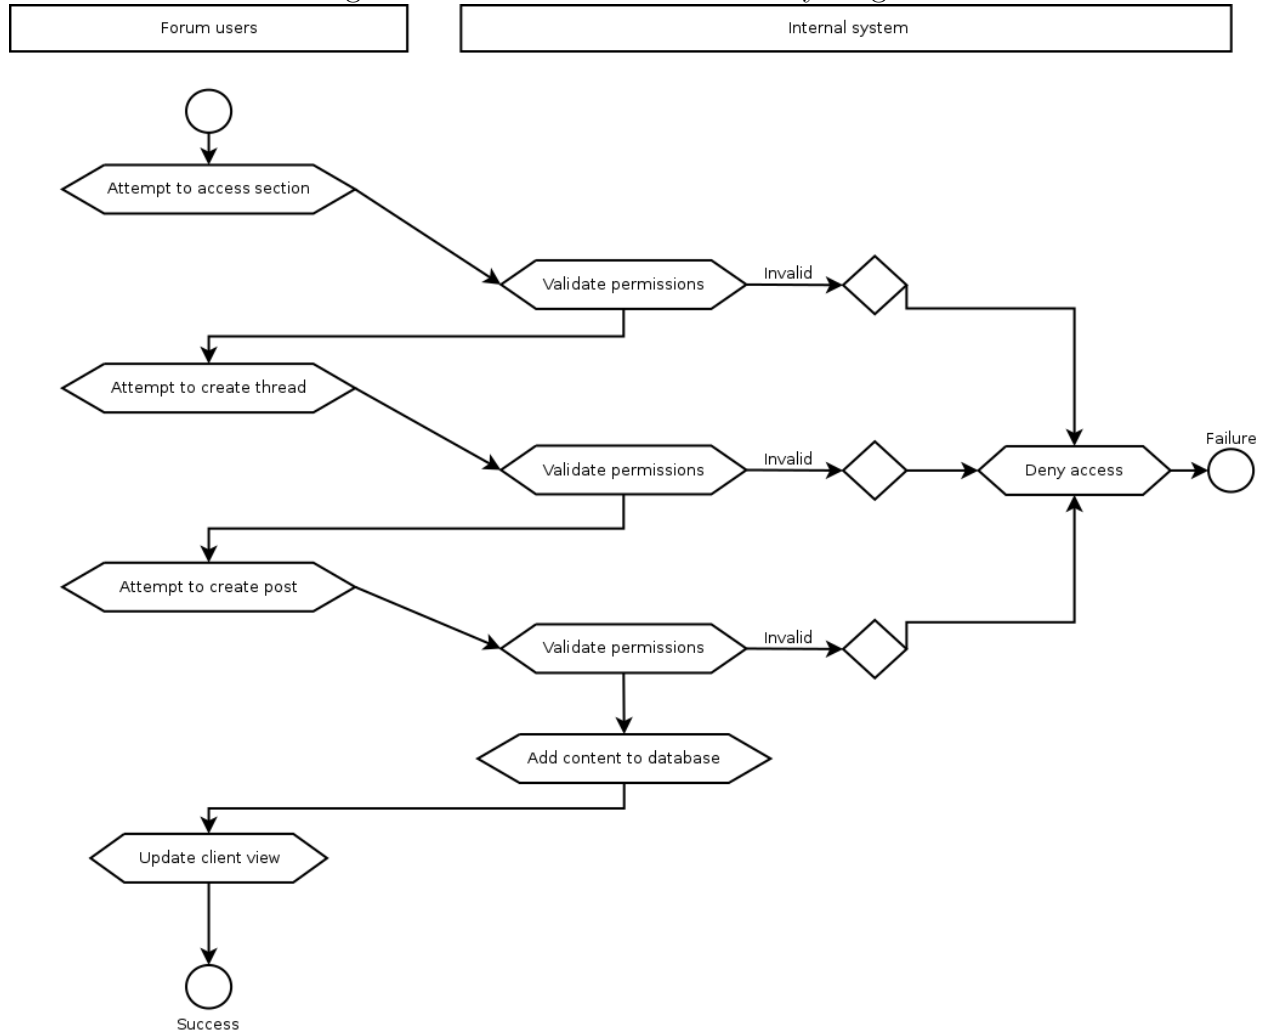 Forum users
Internal system
Attempt to access section
Validate permissions
Invalid
Attempt to create thread
Validate permissions
Invalid
Deny access
Failure
Attempt to create post
Validate permissions
Invalid
Add content to database
Update client view
Success